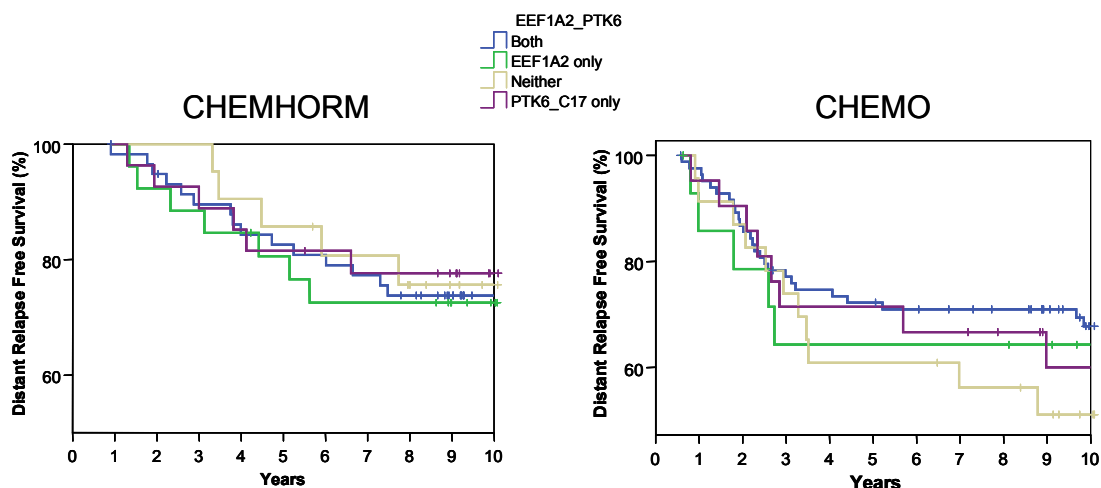 EEF1A2_PTK6
Both
EEF1A2 only
Neither
PTK6_C17 only
CHEMHORM
Distant Relapse Free Survival (%)
100
80
60
0 1 2 3 4 5 6 7 8 9 10
Years
CHEMO
Distant Relapse Free Survival (%)
100
80
60
0 1 2 3 4 5 6 7 8 9 10
Years